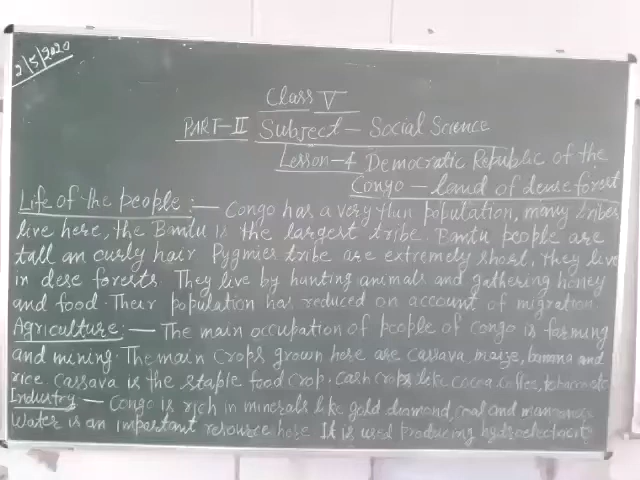 2/5/2020
Class V
PART-II Subject - Social Science
Lesson-4 Democratic Republic of the
Congo - land of dense forest
Life of the people :- Congo has a very thin population, many tribes
live here, the Bantu is the largest tribe. Bantu people are
tall an curly hair Pygmies tribe are extremely short, they live
in dese forests. They live by hunting animals and gathering honey
and food. Their population has reduced on account of migration
Agriculture :- The main occupation of people of Congo is farming
and mining. The main crops grown here are cassava, maize, banana and
rice. Cassava is the staple food crop. Cash crops like cocoa, coffee, tobacco etc
Industry - Congo is rich in minerals like gold diamond, coal and
Water is an important resource here It is used producing hydroelectricity